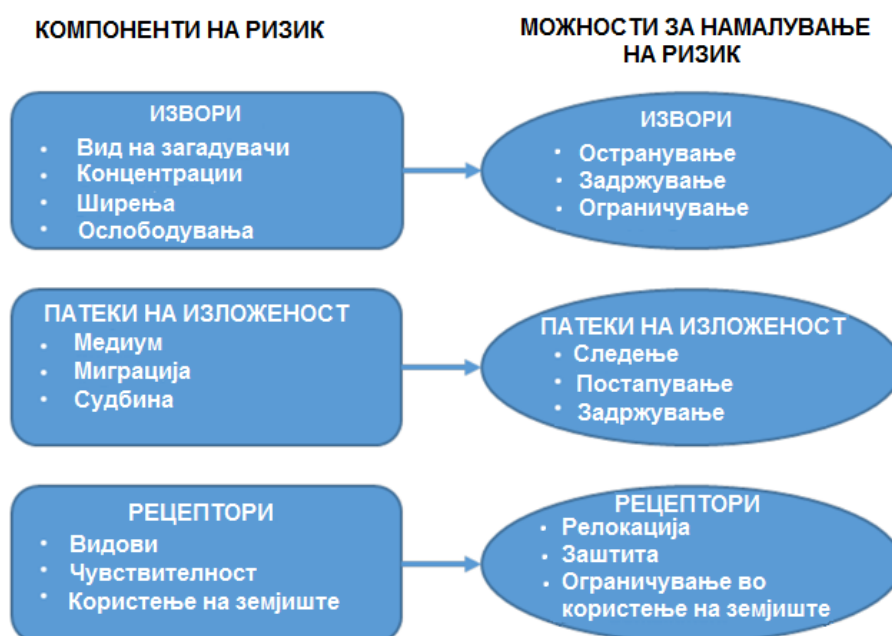 КОМПОНЕНТИ НА РИЗИК
МОЖНОСТИ ЗА НАМАЛУВАЊЕ
НА РИЗИК
ИЗВОРИ
• Вид на загадувачи
• Концентрации
• Ширења
• Ослободувања
ИЗВОРИ
• Остранување
• Задржување
• Ограничување
ПАТЕКИ НА ИЗЛОЖЕНОСТ
• Медиум
• Миграција
• Судбина
ПАТЕКИ НА ИЗЛОЖЕНОСТ
• Следење
• Постапување
• Задржување
РЕЦЕПТОРИ
• Видови
• Чувствителност
• Користење на земјиште
РЕЦЕПТОРИ
• Релокација
• Заштита
• Ограничување во
користење на земјиште